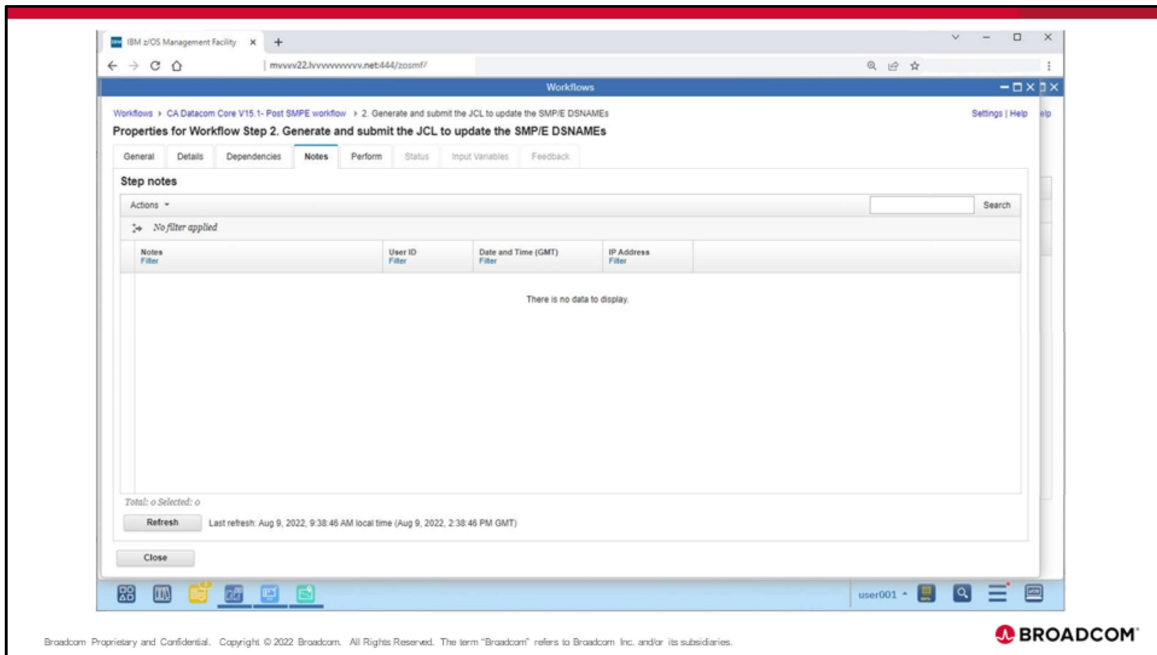 IBM z/OS Management Facility
mvvvv22.lvvvvvvvvvv.net:444/zosmf/
Workflows
Workflows CA Datacom Core V15.1- Post SMPE workflow 2. Generate and submit the JCL to update the SMP/E DSNAMEs
Settings | Help elp
Properties for Workflow Step 2. Generate and submit the JCL to update the SMP/E DSNAMEs
General Details Dependencies Notes Perform Status Input Variables Feedback
Step notes
Actions Search
No filter applied
Notes User ID Date and Time (GMT) IP Address
Filter Filter Filter Filter
There is no data to display.
Total: 0 Selected: 0
Refresh Last refresh: Aug 9, 2022, 9:38:46 AM local time (Aug 9, 2022, 2:38:46 PM GMT)
Close
user001
Broadcom Proprietary and Confidential. Copyright © 2022 Broadcom. All Rights Reserved. The term "Broadcom" refers to Broadcom Inc. and/or its subsidiaries.
BROADCOM